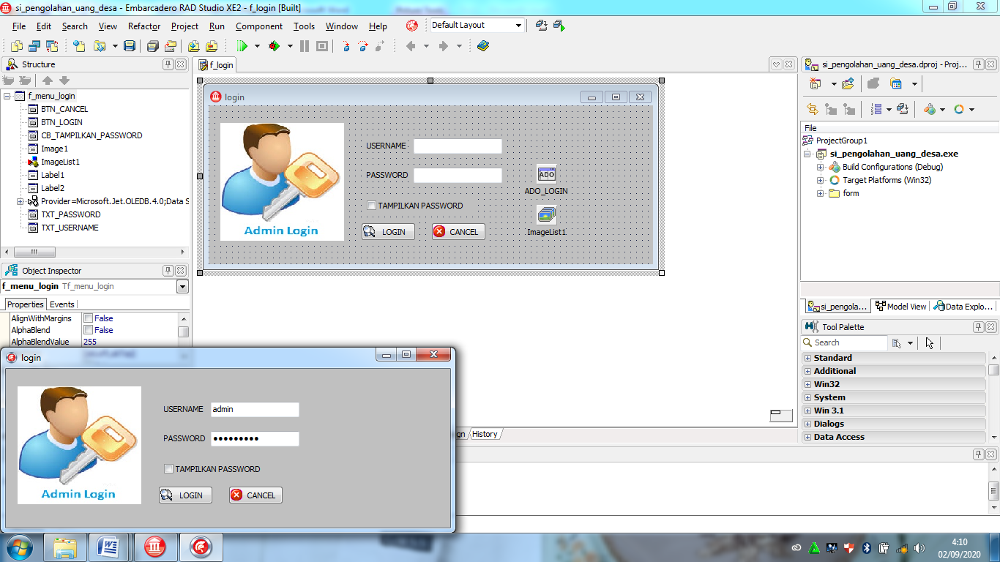 si_pengolahan_uang_desa - Embarcadero RAD Studio XE2 - f_login [Built]
File Edit Search View Refactor Project Run Component Tools Window Help Default Layout
Structure
f_menu_login
BTN_CANCEL
BTN_LOGIN
CB_TAMPILKAN_PASSWORD
Image1
ImageList1
Label1
Label2
Provider=Microsoft.Jet.OLEDB.4.0;Data S
TXT_PASSWORD
TXT_USERNAME
Object Inspector
f_menu_login Tf_menu_login
Properties Events
AlignWithMargins False
AlphaBlend False
AlphaBlendValue 255
f_login
login
Admin Login
USERNAME
PASSWORD
TAMPILKAN PASSWORD
LOGIN CANCEL
ADO
ADO_LOGIN
ImageList1
gn History
si_pengolahan_uang_desa.dproj - Proj...
File
ProjectGroup1
si_pengolahan_uang_desa.exe
Build Configurations (Debug)
Target Platforms (Win32)
form
si_pengola... Model View Data Explo...
Tool Palette
Search
Standard
Additional
Win32
System
Win 3.1
Dialogs
Data Access
login
Admin Login
USERNAME admin
PASSWORD ●●●●●●●●●
TAMPILKAN PASSWORD
LOGIN CANCEL
4:10
02/09/2020